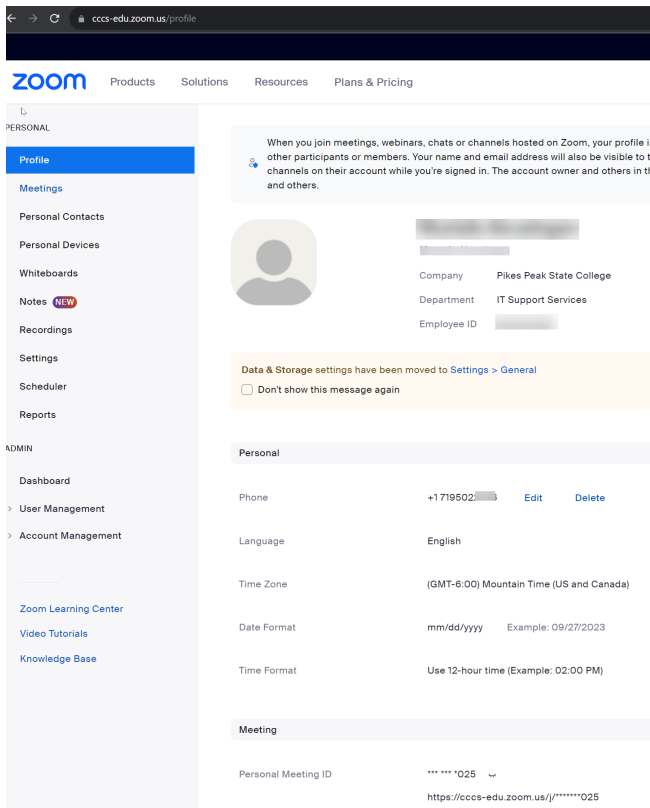 cccs-edu.zoom.us/profile
zoom Products Solutions Resources Plans & Pricing
PERSONAL
Profile
Meetings
Personal Contacts
Personal Devices
Whiteboards
Notes NEW
Recordings
Settings
Scheduler
Reports
ADMIN
Dashboard
User Management
Account Management
Zoom Learning Center
Video Tutorials
Knowledge Base
When you join meetings, webinars, chats or channels hosted on Zoom, your profile
other participants or members. Your name and email address will also be visible to
channels on their account while you're signed in. The account owner and others in
and others.
Company Pikes Peak State College
Department IT Support Services
Employee ID
Data & Storage settings have been moved to Settings > General
Don't show this message again
Personal
Phone +1 719502 Edit Delete
Language English
Time Zone (GMT-6:00) Mountain Time (US and Canada)
Date Format mm/dd/yyyy Example: 09/27/2023
Time Format Use 12-hour time (Example: 02:00 PM)
Meeting
Personal Meeting ID *** *** *025
https://cccs-edu.zoom.us/j/*******025